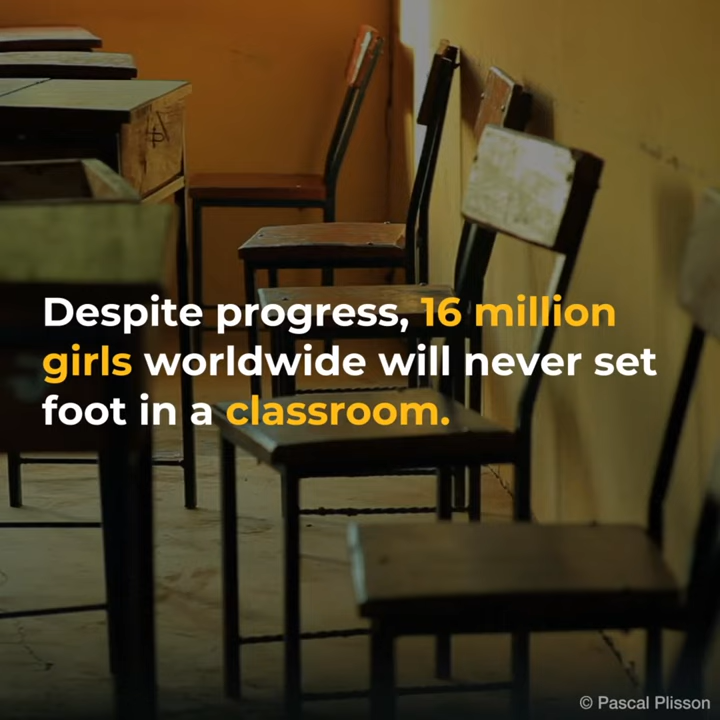 Despite progress, 16 million
girls worldwide will never set
foot in a classroom.
© Pascal Plisson